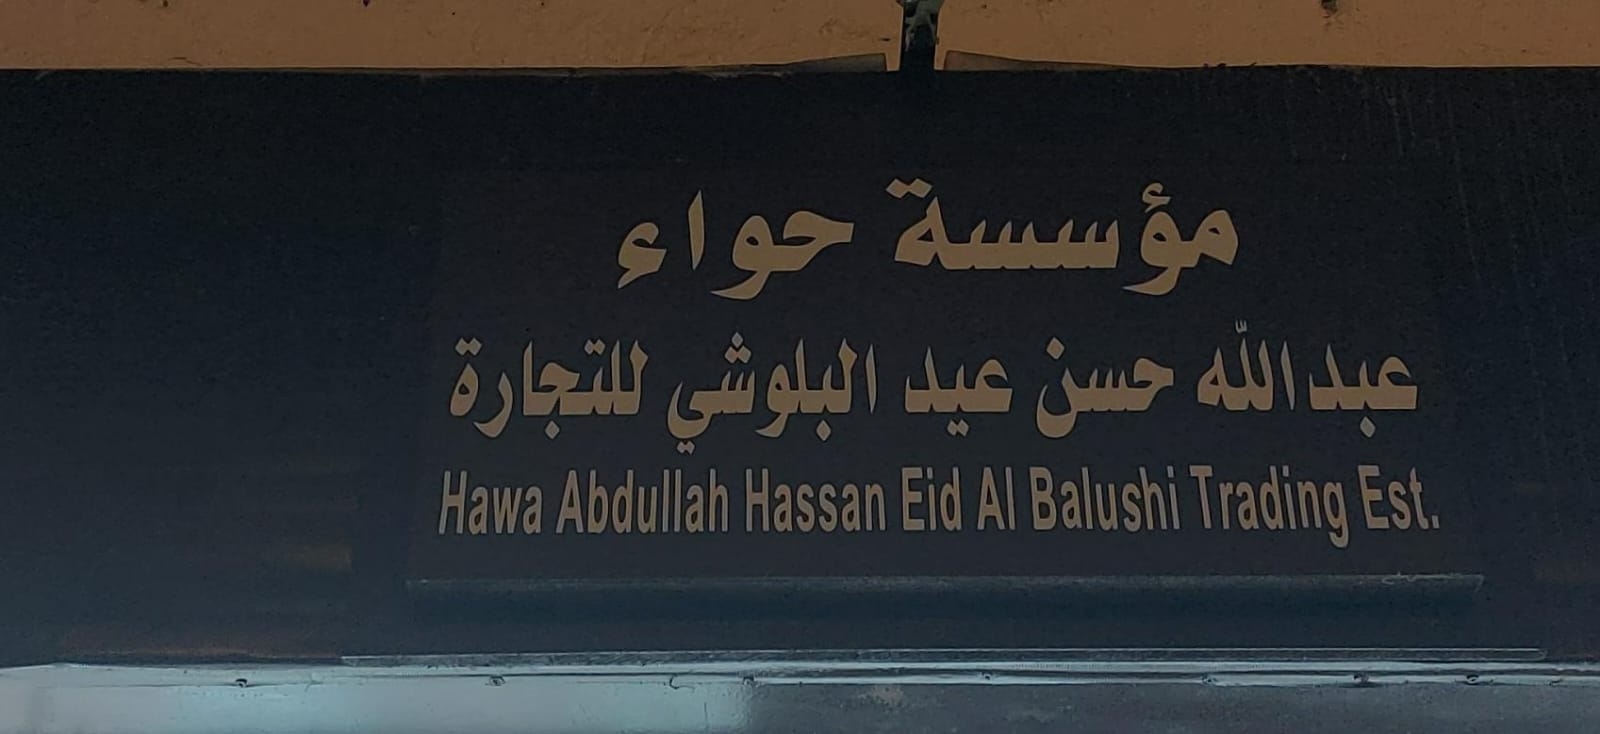 مؤسسة حواء
عبدالله حسن عيد البلوشي للتجارة
Hawa Abdullah Hassan Eid Al Balushi Trading Est.